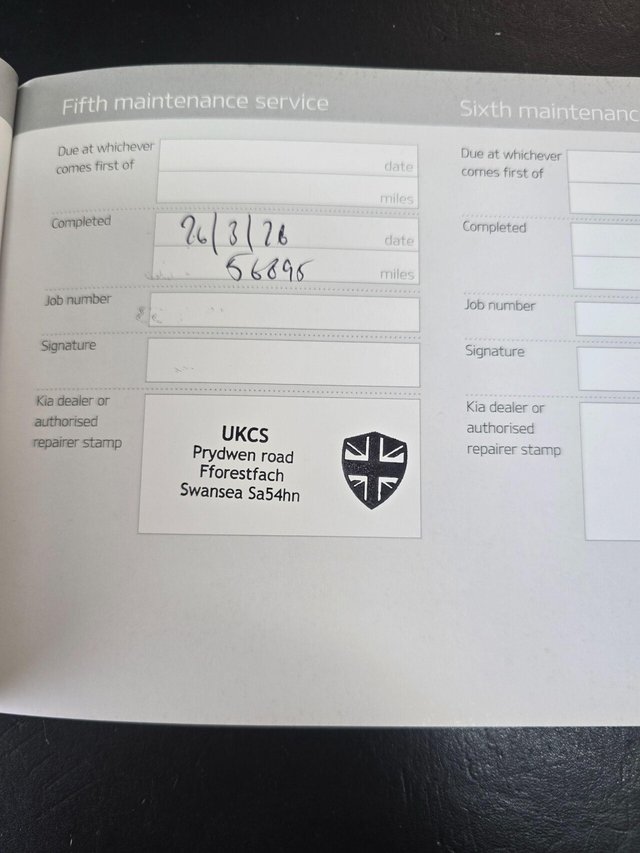 Fifth maintenance service
Due at whichever
comes first of
date
miles
Completed
26/3/26 date
56895 miles
Job number
Signature
Kia dealer or
authorised
repairer stamp
UKCS
Prydwen road
Fforestfach
Swansea Sa54hn
Sixth maintenanc
Due at whichever
comes first of
Completed
Job number
Signature
Kia dealer or
authorised
repairer stamp